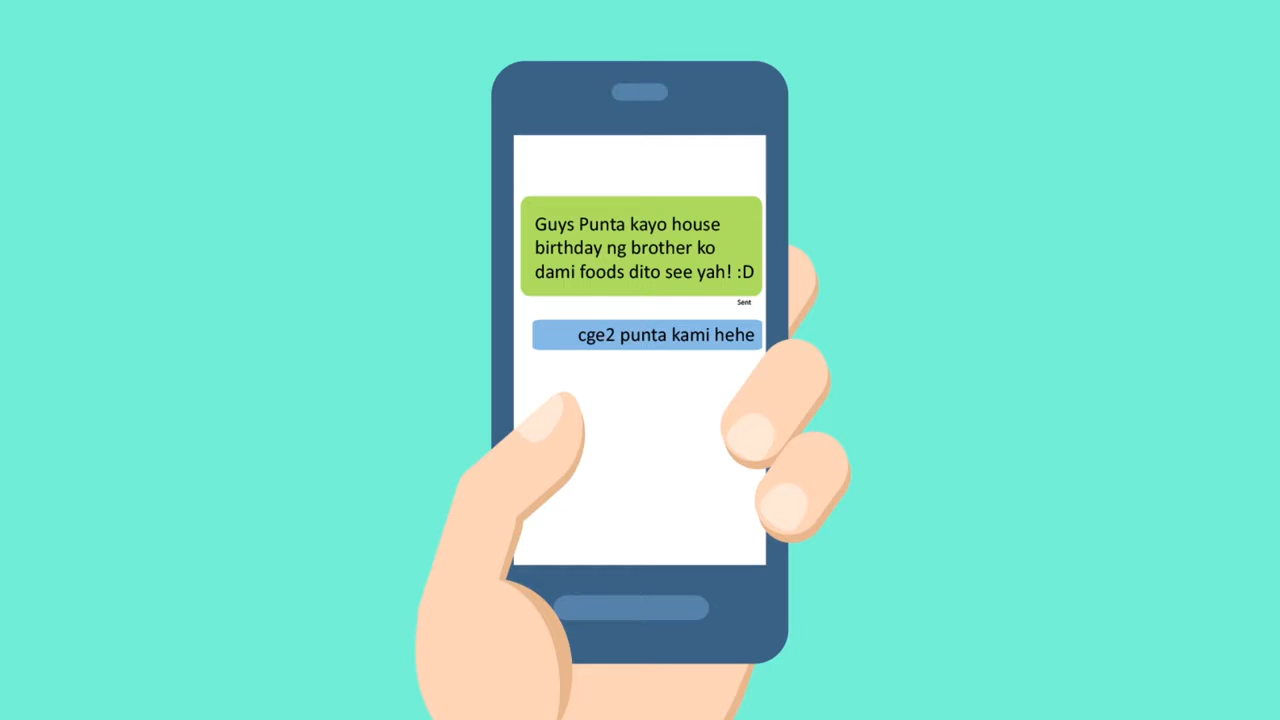 Guys Punta kayo house
birthday ng brother ko
dami foods dito see yah! :D
Sent
cge2 punta kami hehe